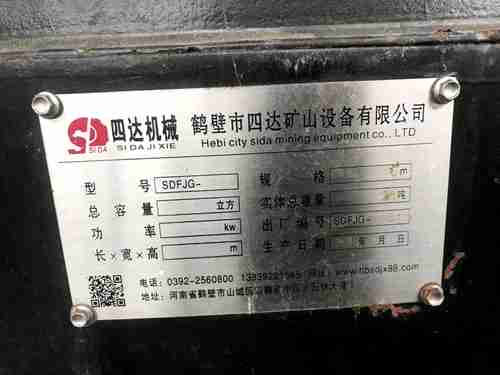 SIDA
四达机械 鹤壁市四达矿山设备有限公司
SIDAJIXIE Hebi city sida mining equipment co.,LTD
型 号 SDFJG- 规 格 m
总 容 量 立方 实体总重量 吨
功 率 kw 出厂编号 SDFJG-
长×宽×高 m 生产日期 年 月 日
电话:0392-2560800 网址:
地址:河南省鹤壁市山城区